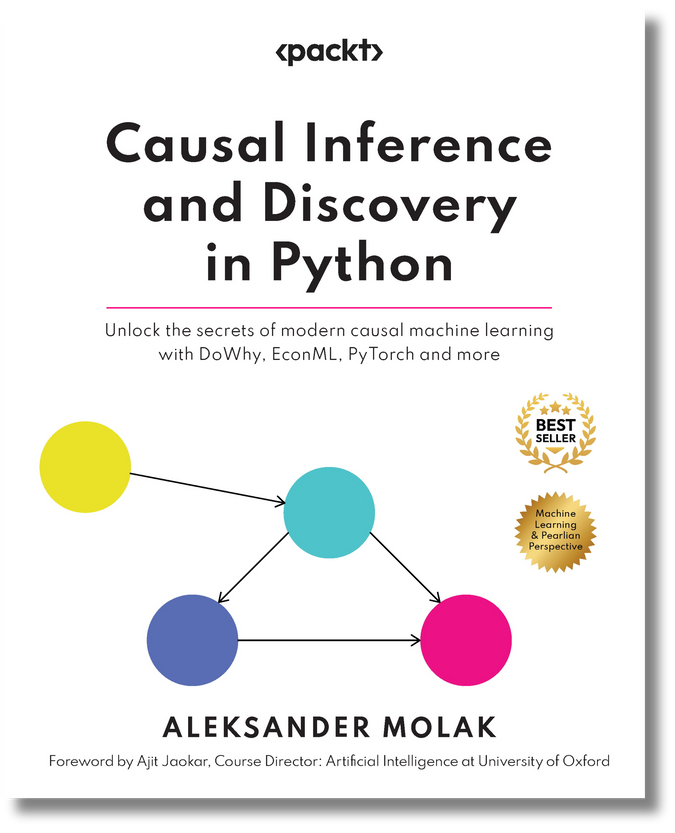 <packt>
Causal Inference
and Discovery
in Python
Unlock the secrets of modern causal machine learning
with DoWhy, EconML, PyTorch and more
BEST
SELLER
Machine
Learning
& Pearlian
Perspective
ALEKSANDER MOLAK
Foreword by Ajit Jaokar, Course Director: Artificial Intelligence at University of Oxford